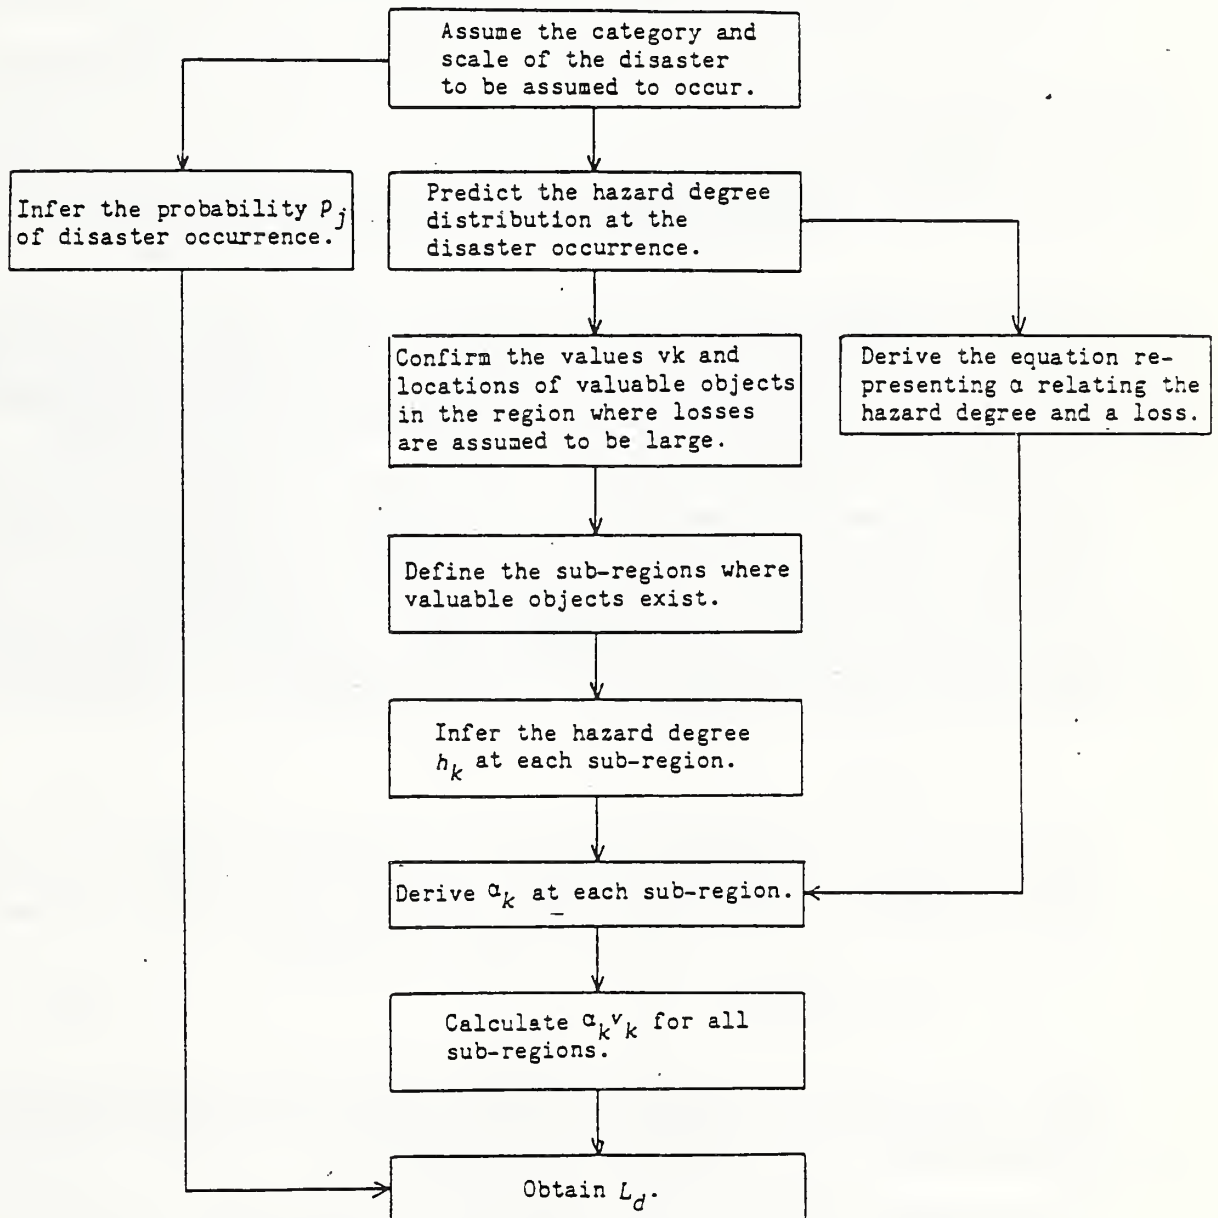 Assume the category and
scale of the disaster
to be assumed to occur.
Infer the probability Pj
of disaster occurrence.
Predict the hazard degree
distribution at the
disaster occurrence.
Confirm the values vk and
locations of valuable objects
in the region where losses
are assumed to be large.
Derive the equation re-
presenting α relating the
hazard degree and a loss.
Define the sub-regions where
valuable objects exist.
Infer the hazard degree
hk at each sub-region.
Derive αk at each sub-region.
Calculate αkvk for all
sub-regions.
Obtain Ld.